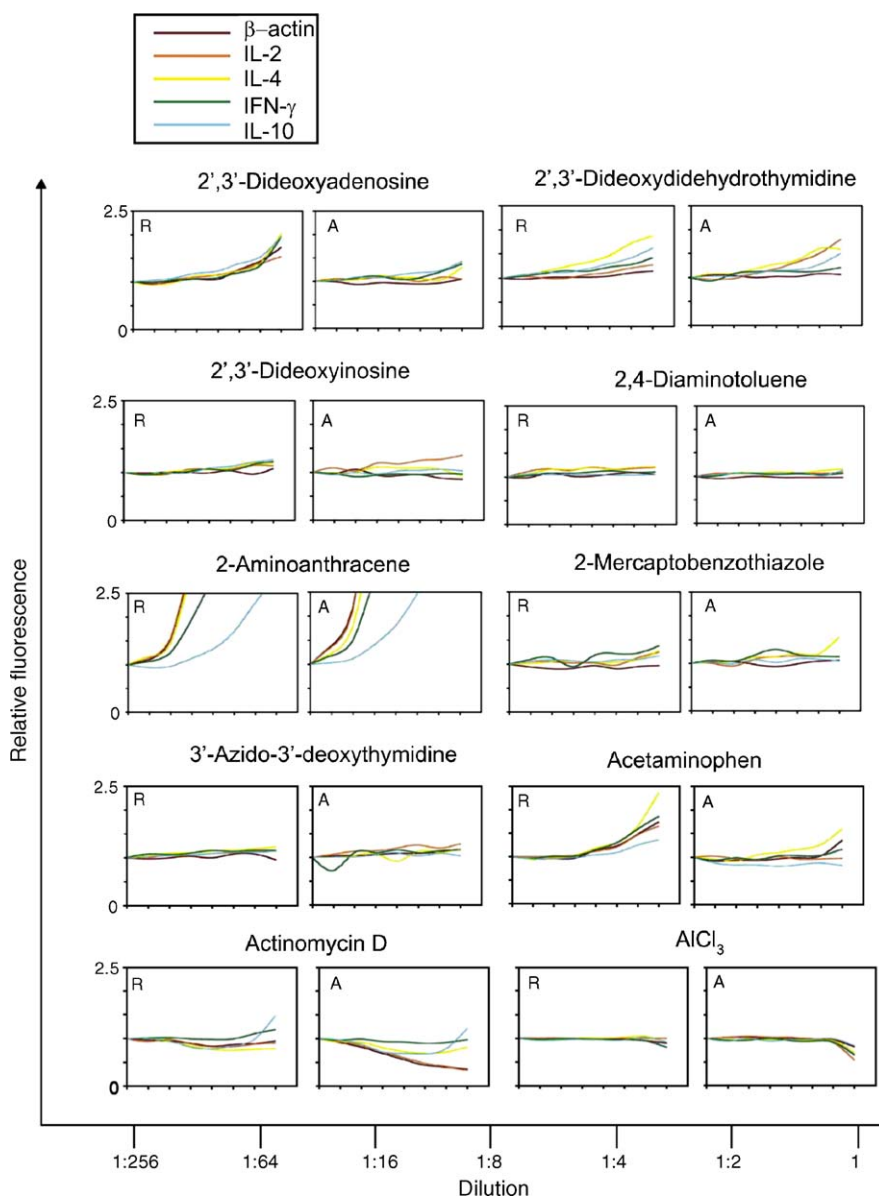 β–actin
IL-2
IL-4
IFN-γ
IL-10
2',3'-Dideoxyadenosine
2',3'-Dideoxydidehydrothymidine
2.5
R
A
R
A
0
2',3'-Dideoxyinosine
2,4-Diaminotoluene
2.5
R
A
R
A
0
2-Aminoanthracene
2-Mercaptobenzothiazole
2.5
R
A
R
A
0
3'-Azido-3'-deoxythymidine
Acetaminophen
2.5
R
A
R
A
0
Actinomycin D
AlCl₃
2.5
R
A
R
A
0
Relative fluorescence
1:256 1:64 1:16 1:8 1:4 1:2 1
Dilution